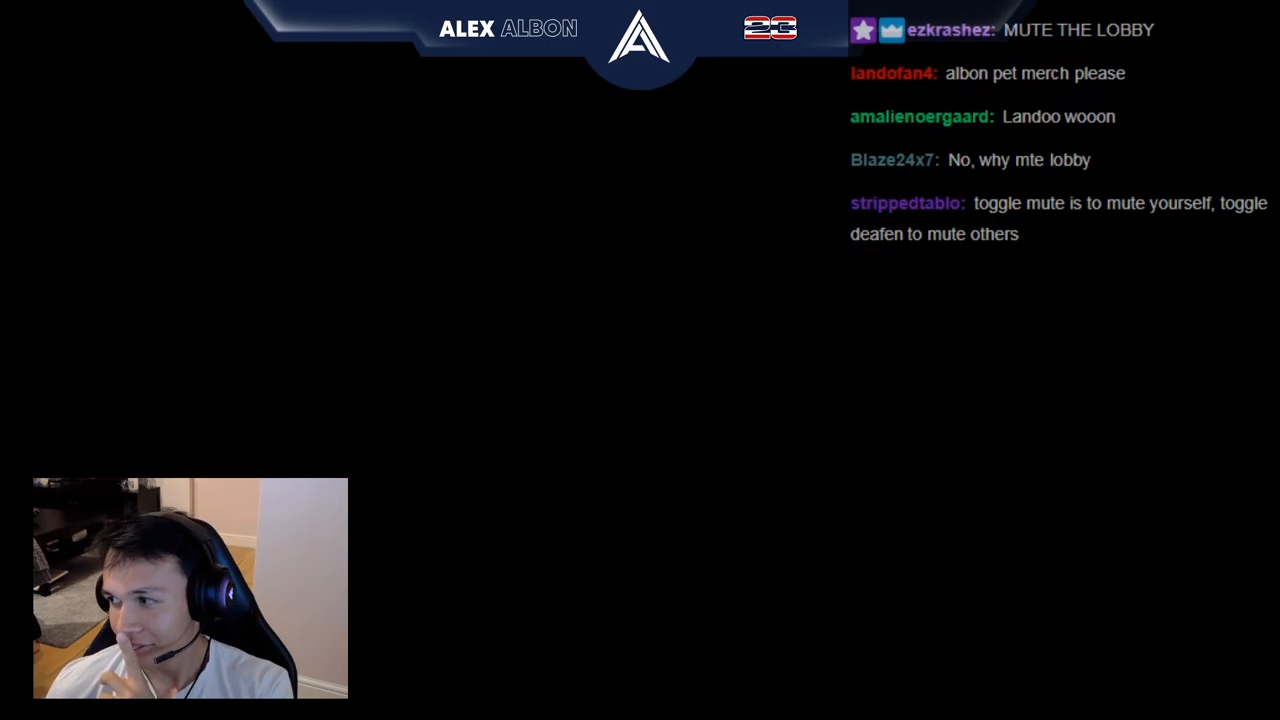 ALEX ALBON
23
ezkrashez: MUTE THE LOBBY
landofan4: albon pet merch please
amalienoergaard: Landoo wooon
Blaze24x7: No, why mte lobby
strippedtablo: toggle mute is to mute yourself, toggle
deafen to mute others